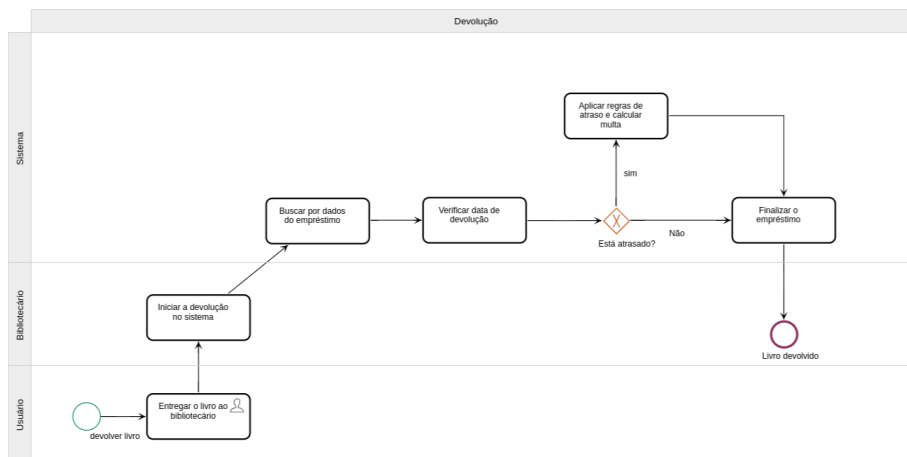 Devolução
Sistema
Aplicar regras de
atraso e calcular
multa
sim
Buscar por dados
do empréstimo
Verificar data de
devolução
Está atrasado?
Não
Finalizar o
empréstimo
Bibliotecário
Iniciar a devolução
no sistema
Livro devolvido
Usuário
devolver livro
Entregar o livro ao
bibliotecário